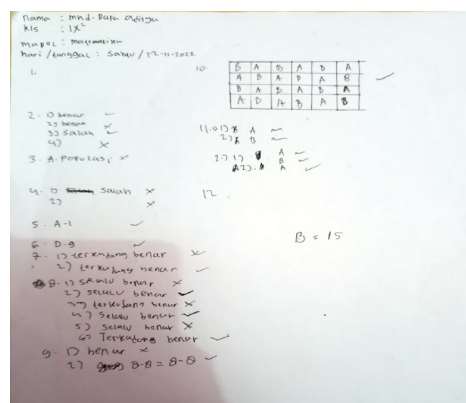 nama : mhd. Rafa aditya
kls : IX²
mapel : matematika
hari/tanggal : Sabtu / 12-11-2022
1.
2. 1) benar
2) benar
3) Salah
4)
3. A. Populasi
4. 1) Salah
2)
5. A-1
6. D-9
7. 1) terkadang benar
2) terkadang benar
8. 1) selalu benar
2) selalu benar
3) terkadang benar
4) Selalu benar
5) Selalu benar
6) Terkadang benar
9. 1) benar
2) 8-8 = 8-8
10.
B A B A B A
A B A B A B
B A B A B A
A B A B A B
11. 1) A
2) B
2.) 1) A
B
2). A
12.
B = 15